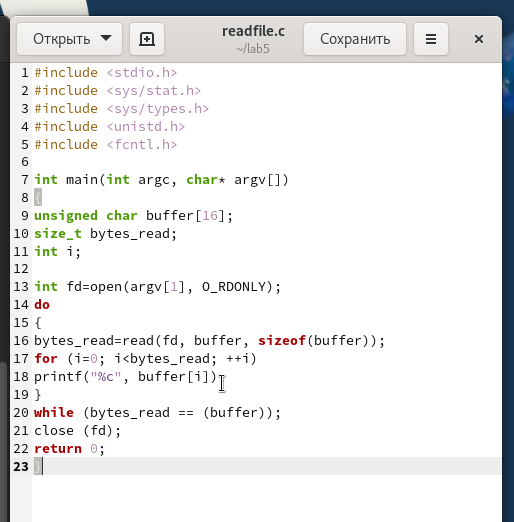 Открыть
readfile.c
~/lab5
Сохранить
1 #include <stdio.h>
2 #include <sys/stat.h>
3 #include <sys/types.h>
4 #include <unistd.h>
5 #include <fcntl.h>
6
7 int main(int argc, char* argv[])
8 {
9 unsigned char buffer[16];
10 size_t bytes_read;
11 int i;
12
13 int fd=open(argv[1], O_RDONLY);
14 do
15 {
16 bytes_read=read(fd, buffer, sizeof(buffer));
17 for (i=0; i<bytes_read; ++i)
18 printf("%c", buffer[i]);
19 }
20 while (bytes_read == (buffer));
21 close (fd);
22 return 0;
23 }